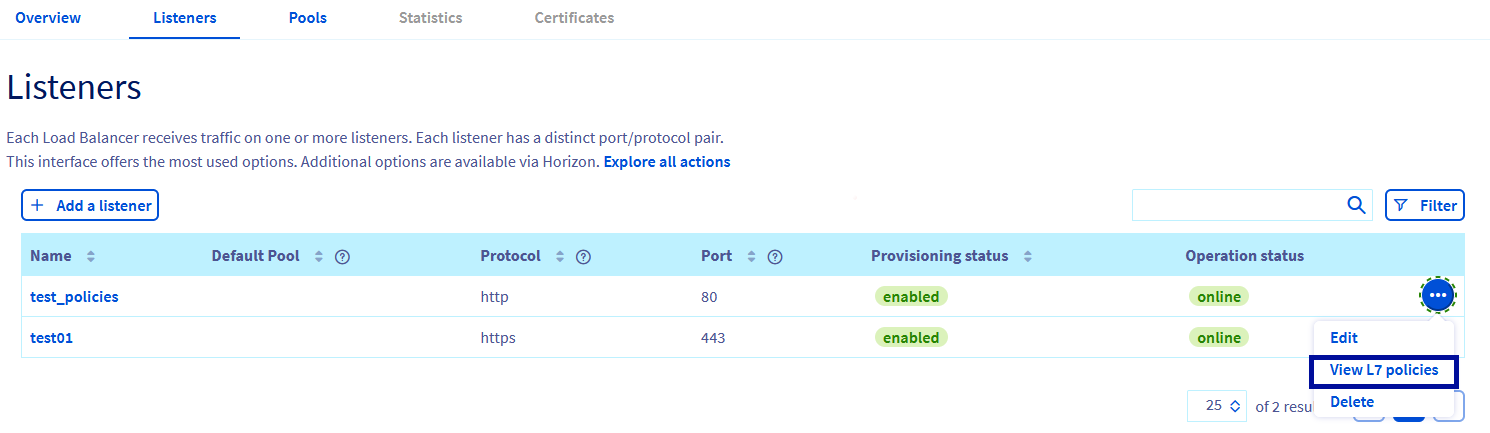 Overview Listeners Pools Statistics Certificates
Listeners
Each Load Balancer receives traffic on one or more listeners. Each listener has a distinct port/protocol pair.
This interface offers the most used options. Additional options are available via Horizon. Explore all actions
+ Add a listener Filter
Name Default Pool ? Protocol ? Port ? Provisioning status Operation status
test_policies http 80 enabled online ...
test01 https 443 enabled online
Edit
View L7 policies
Delete
25 of 2